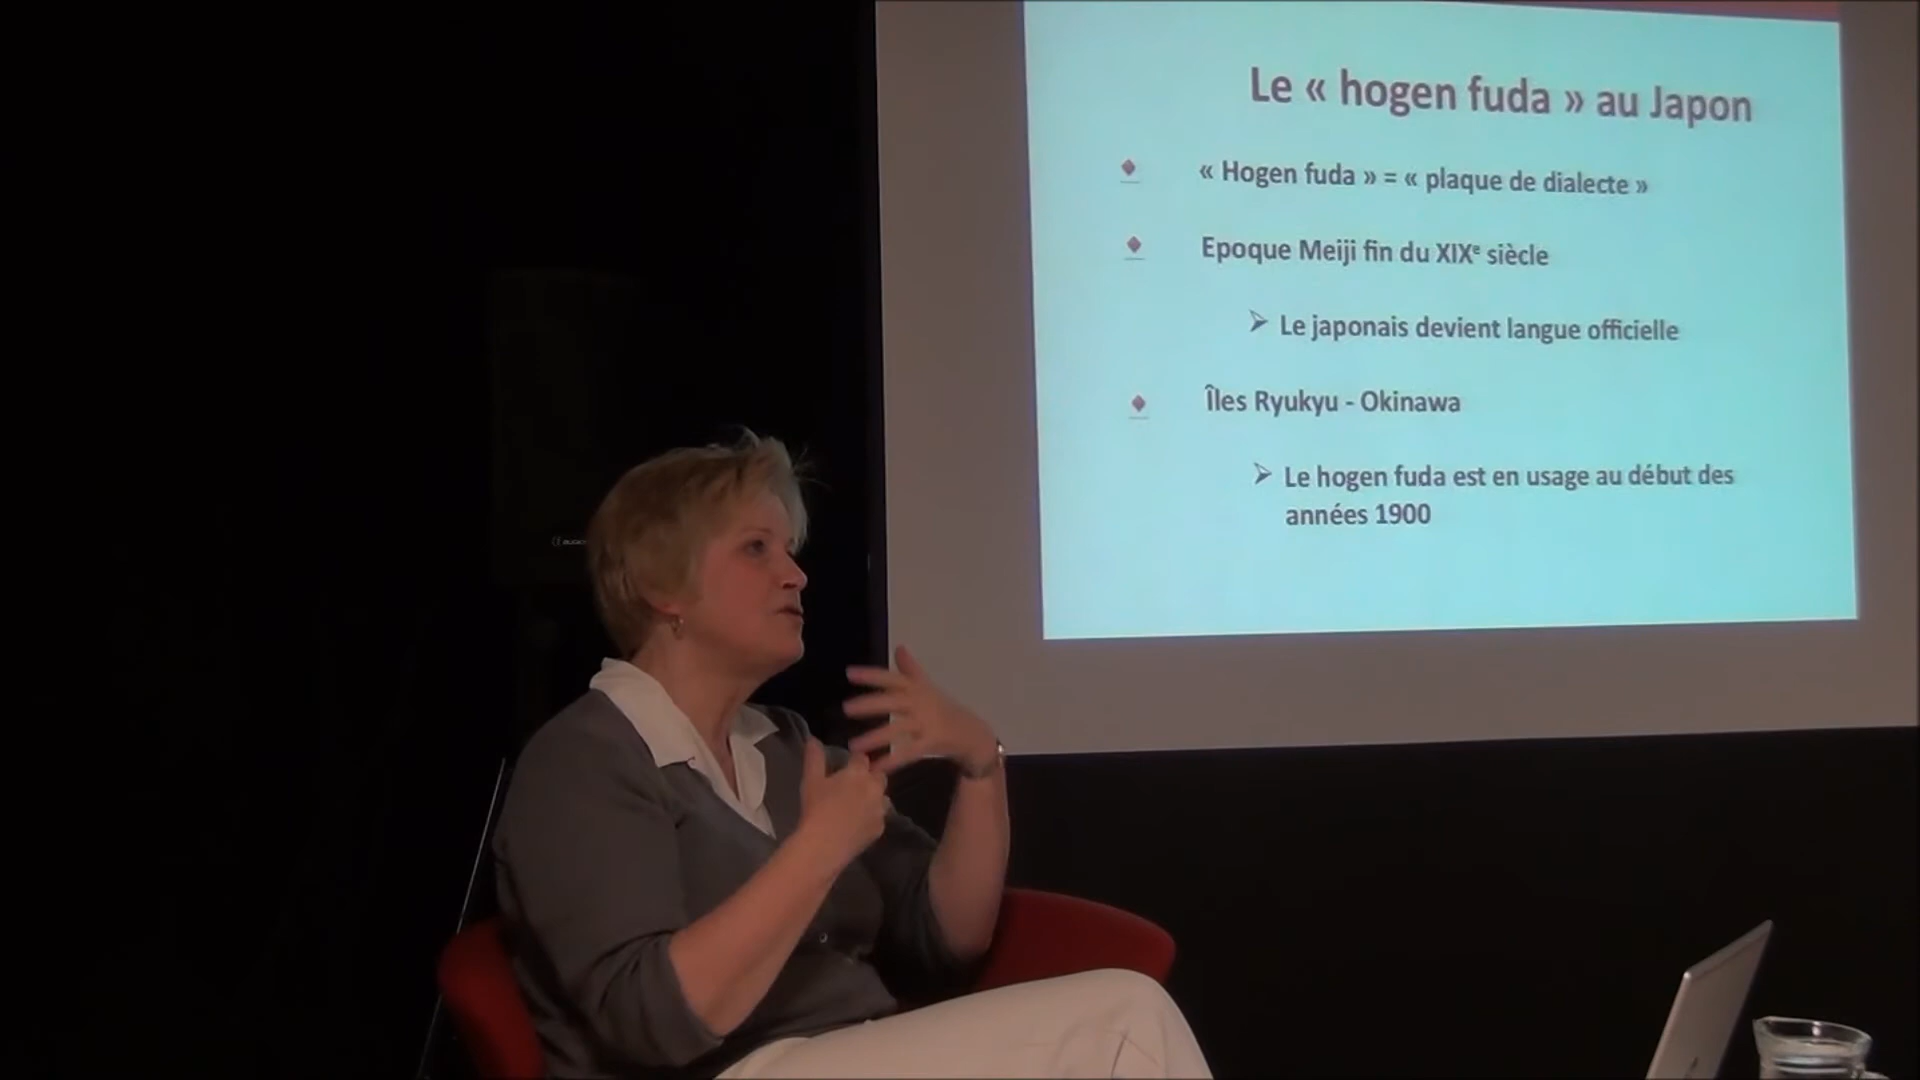 Le « hogen fuda » au Japon
« Hogen fuda » = « plaque de dialecte »
Epoque Meiji fin du XIXe siècle
Le japonais devient langue officielle
Îles Ryukyu - Okinawa
Le hogen fuda est en usage au début des
années 1900